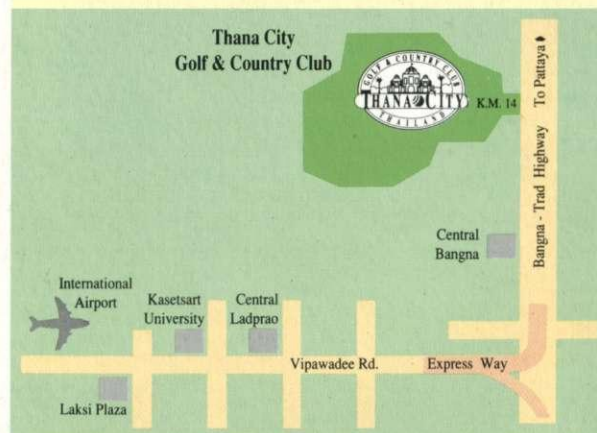 Thana City
Golf & Country Club
GOLF & COUNTRY CLUB
THANA CITY
THAILAND
K.M. 14
To Pattaya
Bangna - Trad Highway
Central
Bangna
International
Airport
Kasetsart
University
Central
Ladprao
Vipawadee Rd.
Express Way
Laksi Plaza